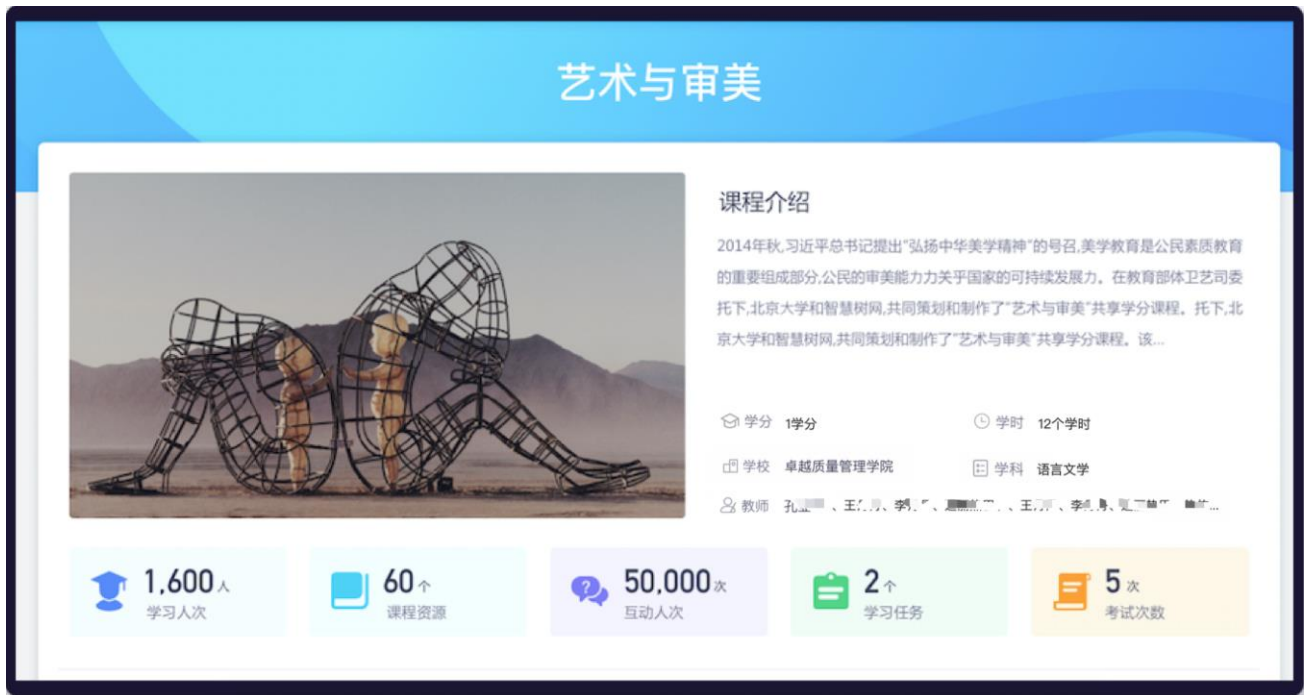 艺术与审美
课程介绍
2014年秋,习近平总书记提出"弘扬中华美学精神"的号召,美学教育是公民素质教育
的重要组成部分,公民的审美能力力关乎国家的可持续发展力。在教育部体卫艺司委
托下,北京大学和智慧树网,共同策划和制作了"艺术与审美"共享学分课程。托下,北
京大学和智慧树网,共同策划和制作了"艺术与审美"共享学分课程。该...
学分 1学分 学时 12个学时
学校 卓越质量管理学院 学科 语言文学
教师
1,600人 60个 50,000次 2个 5次
学习人次 课程资源 互动人次 学习任务 考试次数